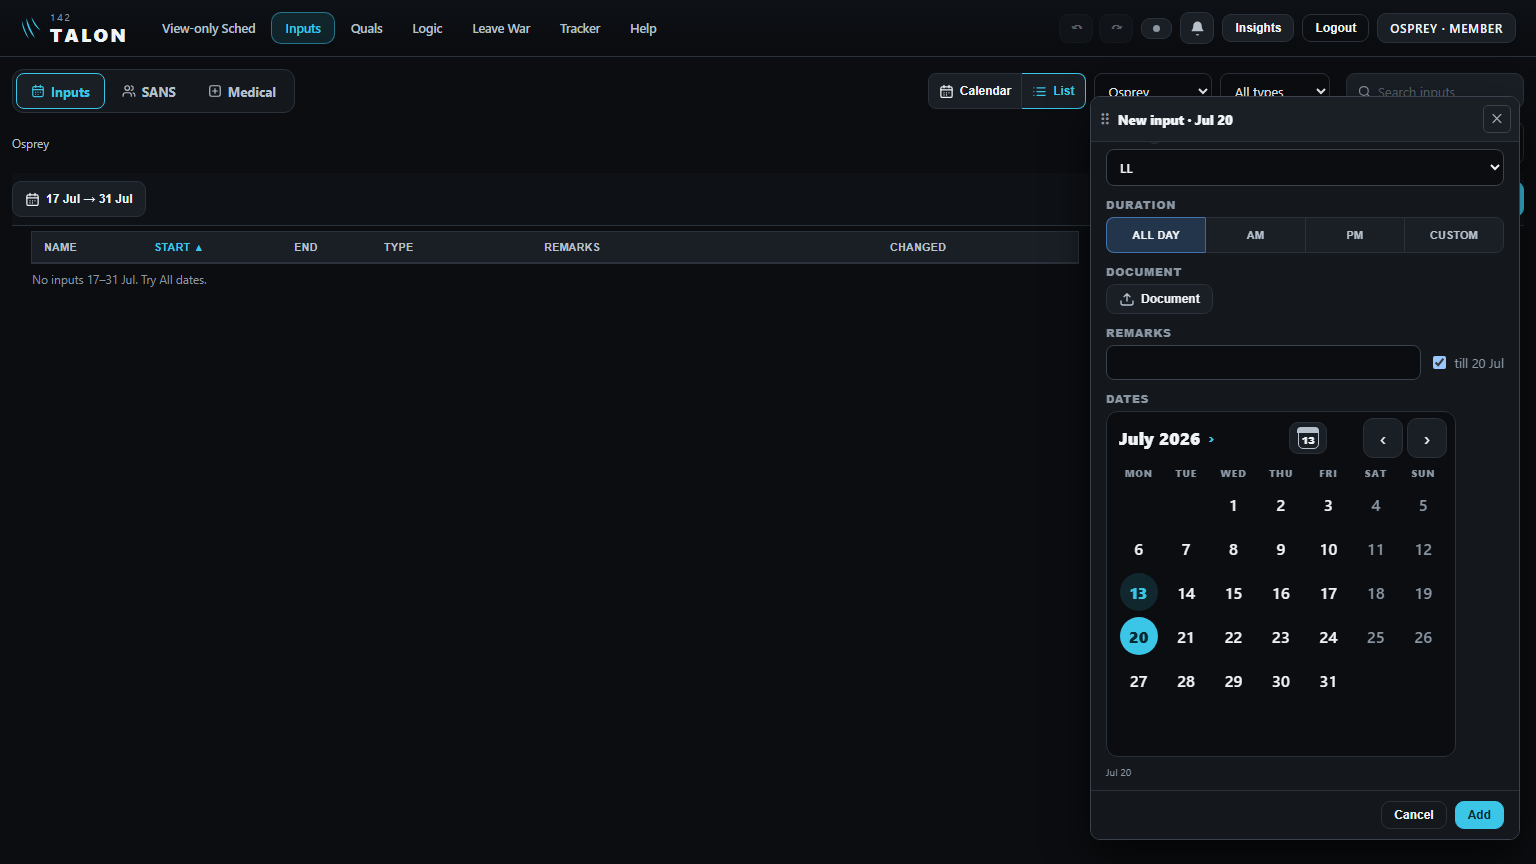 142
TALON
View-only Sched
Inputs
Quals
Logic
Leave War
Tracker
Help
Insights
Logout
OSPREY · MEMBER
Inputs
SANS
Medical
Calendar
List
Osprey
All types
Search inputs
Osprey
17 Jul → 31 Jul
NAME
START ▲
END
TYPE
REMARKS
CHANGED
No inputs 17–31 Jul. Try All dates.
New input · Jul 20
LL
DURATION
ALL DAY
AM
PM
CUSTOM
DOCUMENT
Document
REMARKS
till 20 Jul
DATES
July 2026 ›
13
‹ ›
MON TUE WED THU FRI SAT SUN
1 2 3 4 5
6 7 8 9 10 11 12
13 14 15 16 17 18 19
20 21 22 23 24 25 26
27 28 29 30 31
Jul 20
Cancel
Add